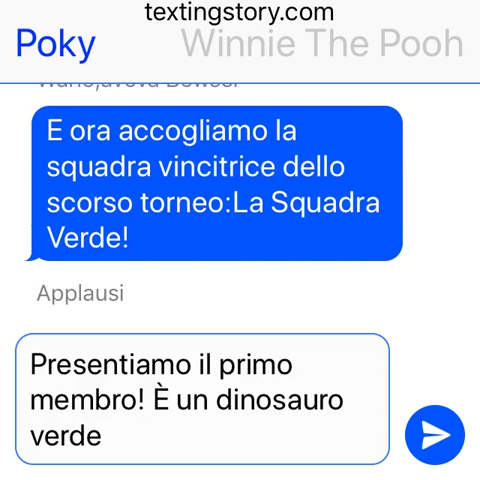 textingstory.com
Poky Winnie The Pooh
E ora accogliamo la
squadra vincitrice dello
scorso torneo:La Squadra
Verde!
Applausi
Presentiamo il primo
membro! È un dinosauro
verde